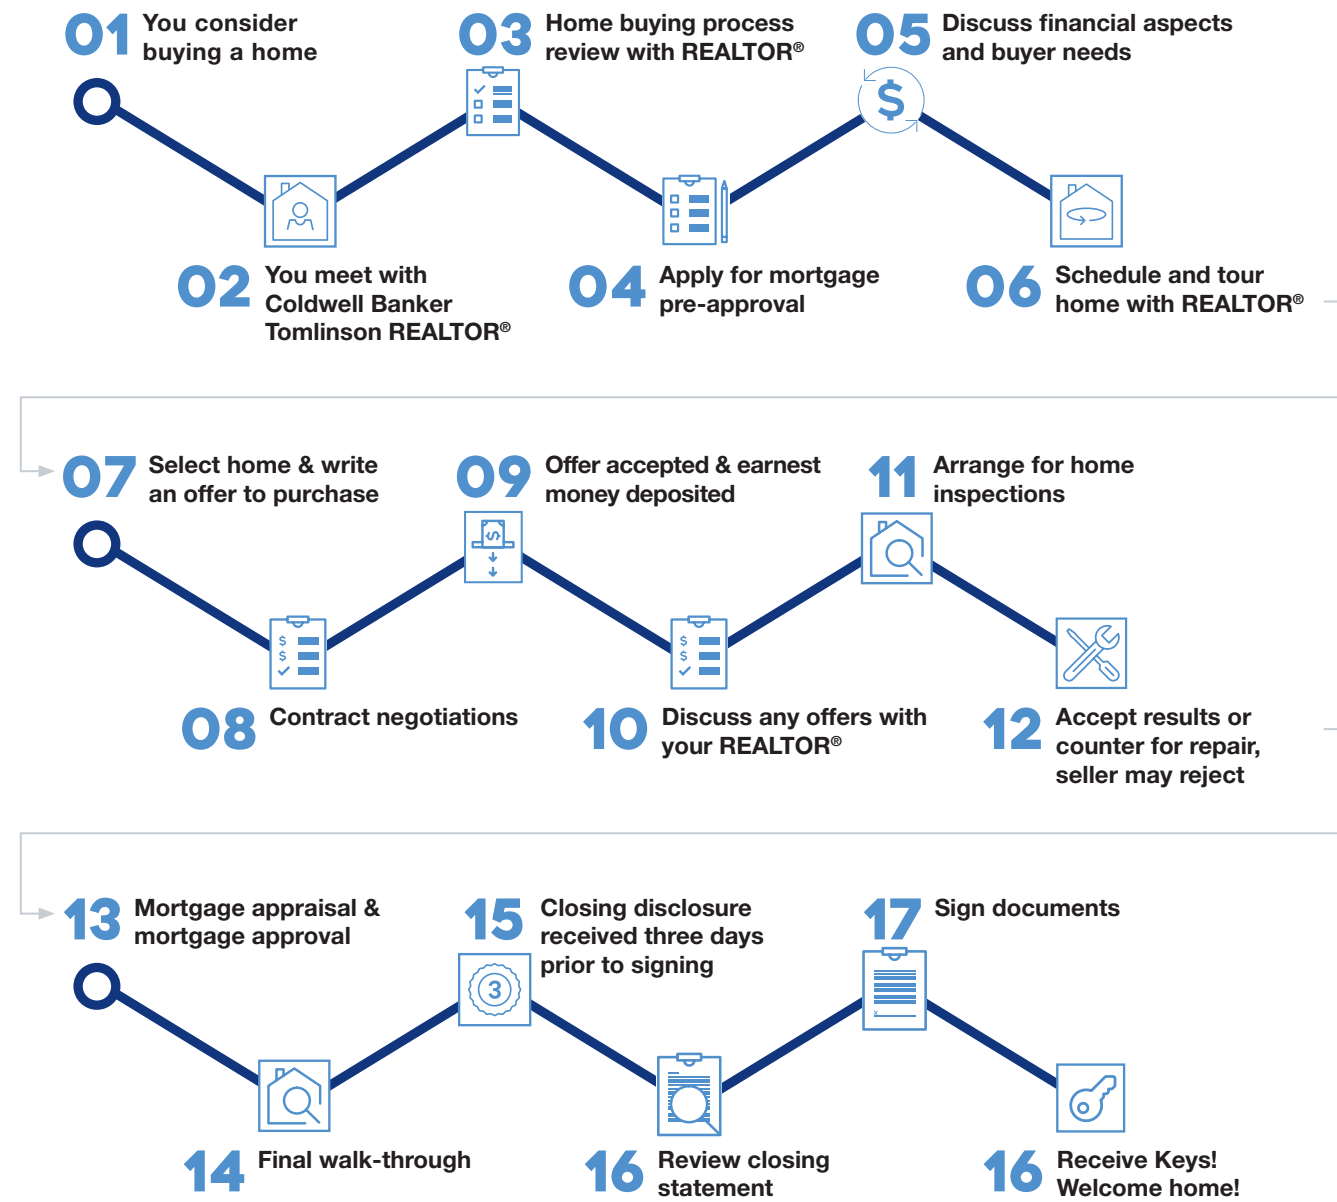 01 You consider
buying a home
02 You meet with
Coldwell Banker
Tomlinson REALTOR®
03 Home buying process
review with REALTOR®
04 Apply for mortgage
pre-approval
05 Discuss financial aspects
and buyer needs
$
06 Schedule and tour
home with REALTOR®
07 Select home & write
an offer to purchase
08 Contract negotiations
$
$
09 Offer accepted & earnest
money deposited
$
10 Discuss any offers with
your REALTOR®
$
$
11 Arrange for home
inspections
12 Accept results or
counter for repair,
seller may reject
13 Mortgage appraisal &
mortgage approval
14 Final walk-through
15 Closing disclosure
received three days
prior to signing
3
16 Review closing
statement
17 Sign documents
x
16 Receive Keys!
Welcome home!